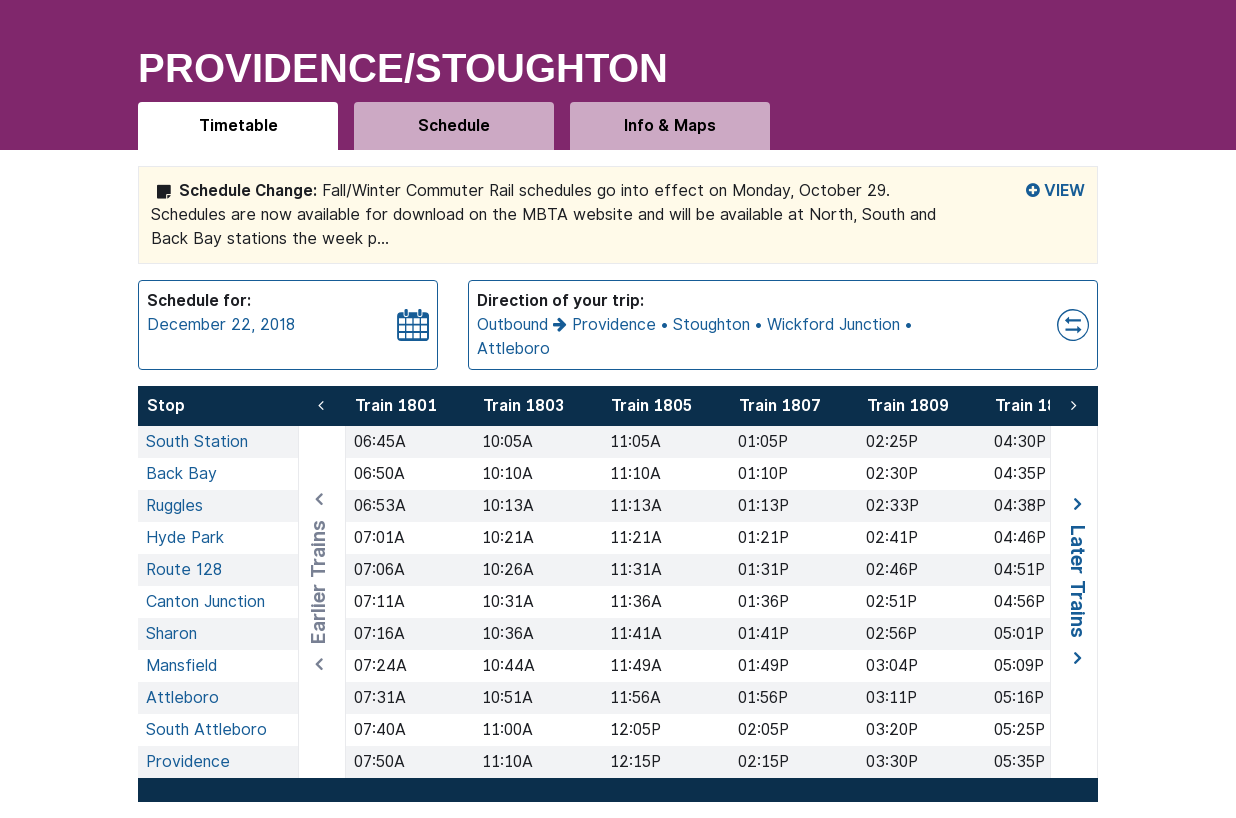 PROVIDENCE/STOUGHTON
Timetable Schedule Info & Maps
Schedule Change: Fall/Winter Commuter Rail schedules go into effect on Monday, October 29. VIEW
Schedules are now available for download on the MBTA website and will be available at North, South and
Back Bay stations the week p...
Schedule for:
December 22, 2018
Direction of your trip:
Outbound → Providence • Stoughton • Wickford Junction •
Attleboro
Stop Train 1801 Train 1803 Train 1805 Train 1807 Train 1809 Train
South Station 06:45A 10:05A 11:05A 01:05P 02:25P 04:30P
Back Bay 06:50A 10:10A 11:10A 01:10P 02:30P 04:35P
Ruggles 06:53A 10:13A 11:13A 01:13P 02:33P 04:38P
Hyde Park 07:01A 10:21A 11:21A 01:21P 02:41P 04:46P
Route 128 07:06A 10:26A 11:31A 01:31P 02:46P 04:51P
Canton Junction 07:11A 10:31A 11:36A 01:36P 02:51P 04:56P
Sharon 07:16A 10:36A 11:41A 01:41P 02:56P 05:01P
Mansfield 07:24A 10:44A 11:49A 01:49P 03:04P 05:09P
Attleboro 07:31A 10:51A 11:56A 01:56P 03:11P 05:16P
South Attleboro 07:40A 11:00A 12:05P 02:05P 03:20P 05:25P
Providence 07:50A 11:10A 12:15P 02:15P 03:30P 05:35P
Earlier Trains
Later Trains